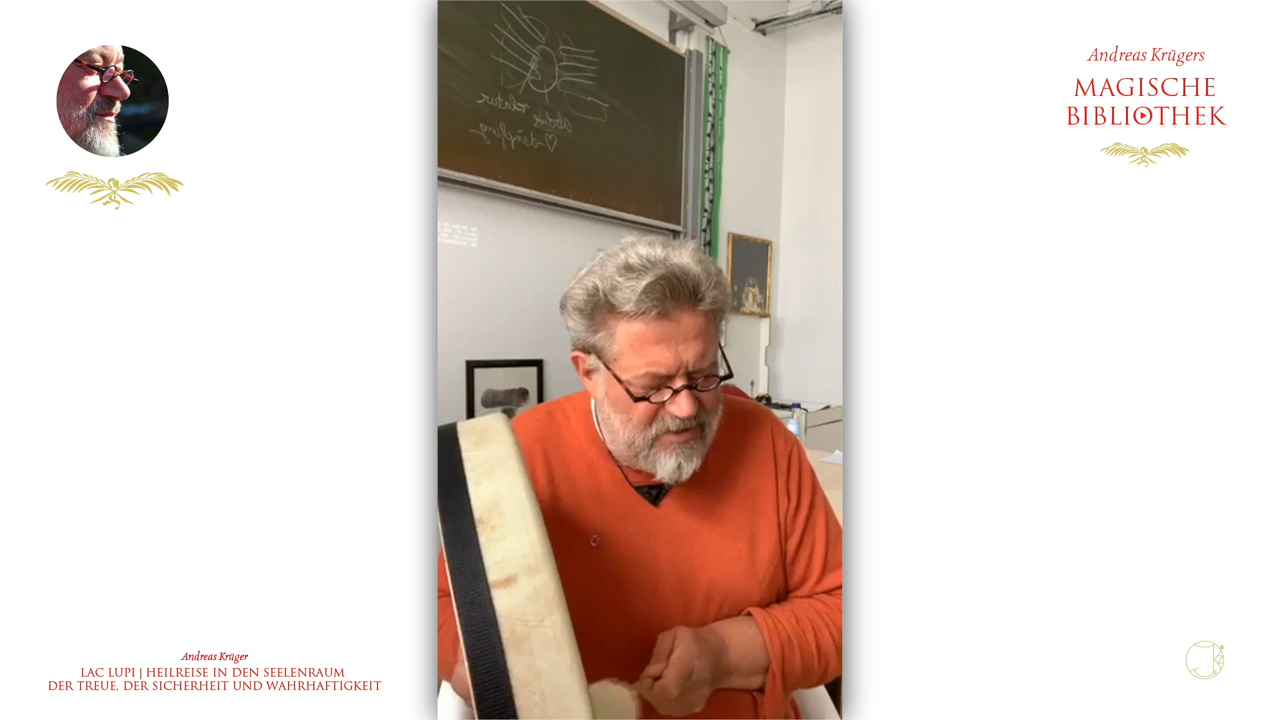 Andreas Krügers
MAGISCHE
BIBLIOTHEK
Andreas Krüger
LAC LUPI | HEILREISE IN DEN SEELENRAUM
DER TREUE, DER SICHERHEIT UND WAHRHAFTIGKEIT